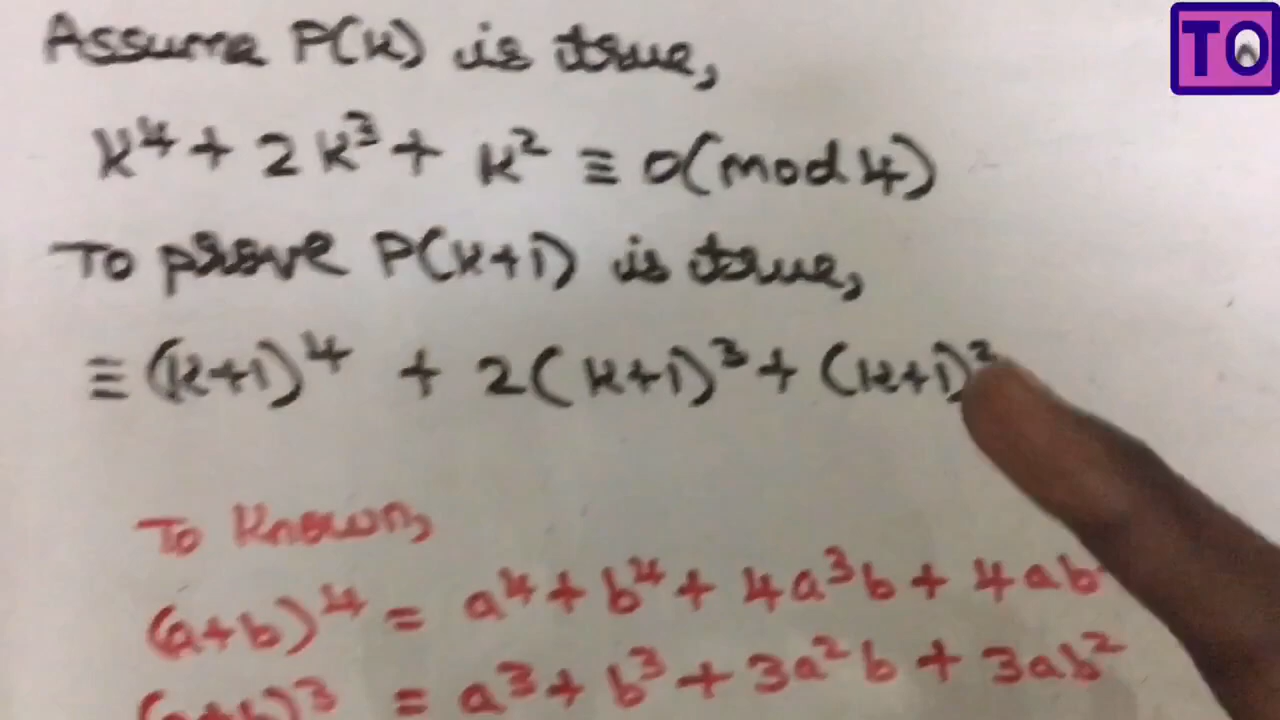 TO
Assume P(k) is true,
k⁴ + 2k³ + k² ≡ 0(mod 4)
To prove P(k+1) is true,
≡ (k+1)⁴ + 2(k+1)³ + (k+1)²
To Known,
(a+b)⁴ = a⁴ + b⁴ + 4a³b + 4ab
(a+b)³ = a³ + b³ + 3a²b + 3ab²